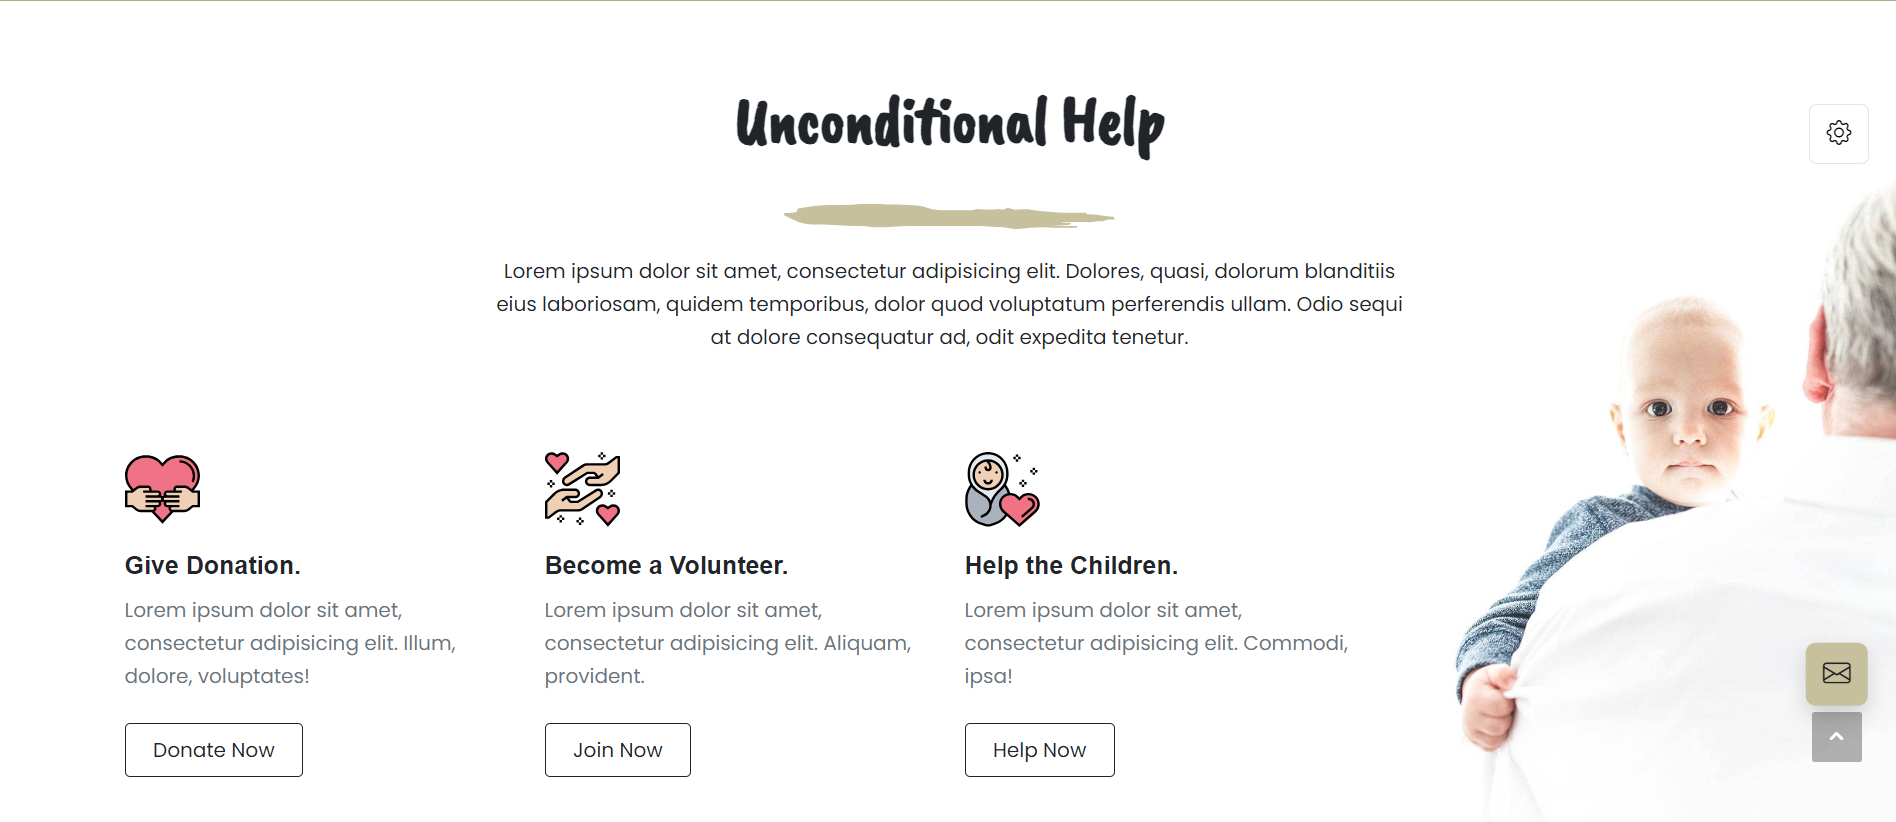 Unconditional Help
Lorem ipsum dolor sit amet, consectetur adipisicing elit. Dolores, quasi, dolorum blanditiis
eius laboriosam, quidem temporibus, dolor quod voluptatum perferendis ullam. Odio sequi
at dolore consequatur ad, odit expedita tenetur.
Give Donation.
Lorem ipsum dolor sit amet,
consectetur adipisicing elit. Illum,
dolore, voluptates!
Donate Now
Become a Volunteer.
Lorem ipsum dolor sit amet,
consectetur adipisicing elit. Aliquam,
provident.
Join Now
Help the Children.
Lorem ipsum dolor sit amet,
consectetur adipisicing elit. Commodi,
ipsa!
Help Now